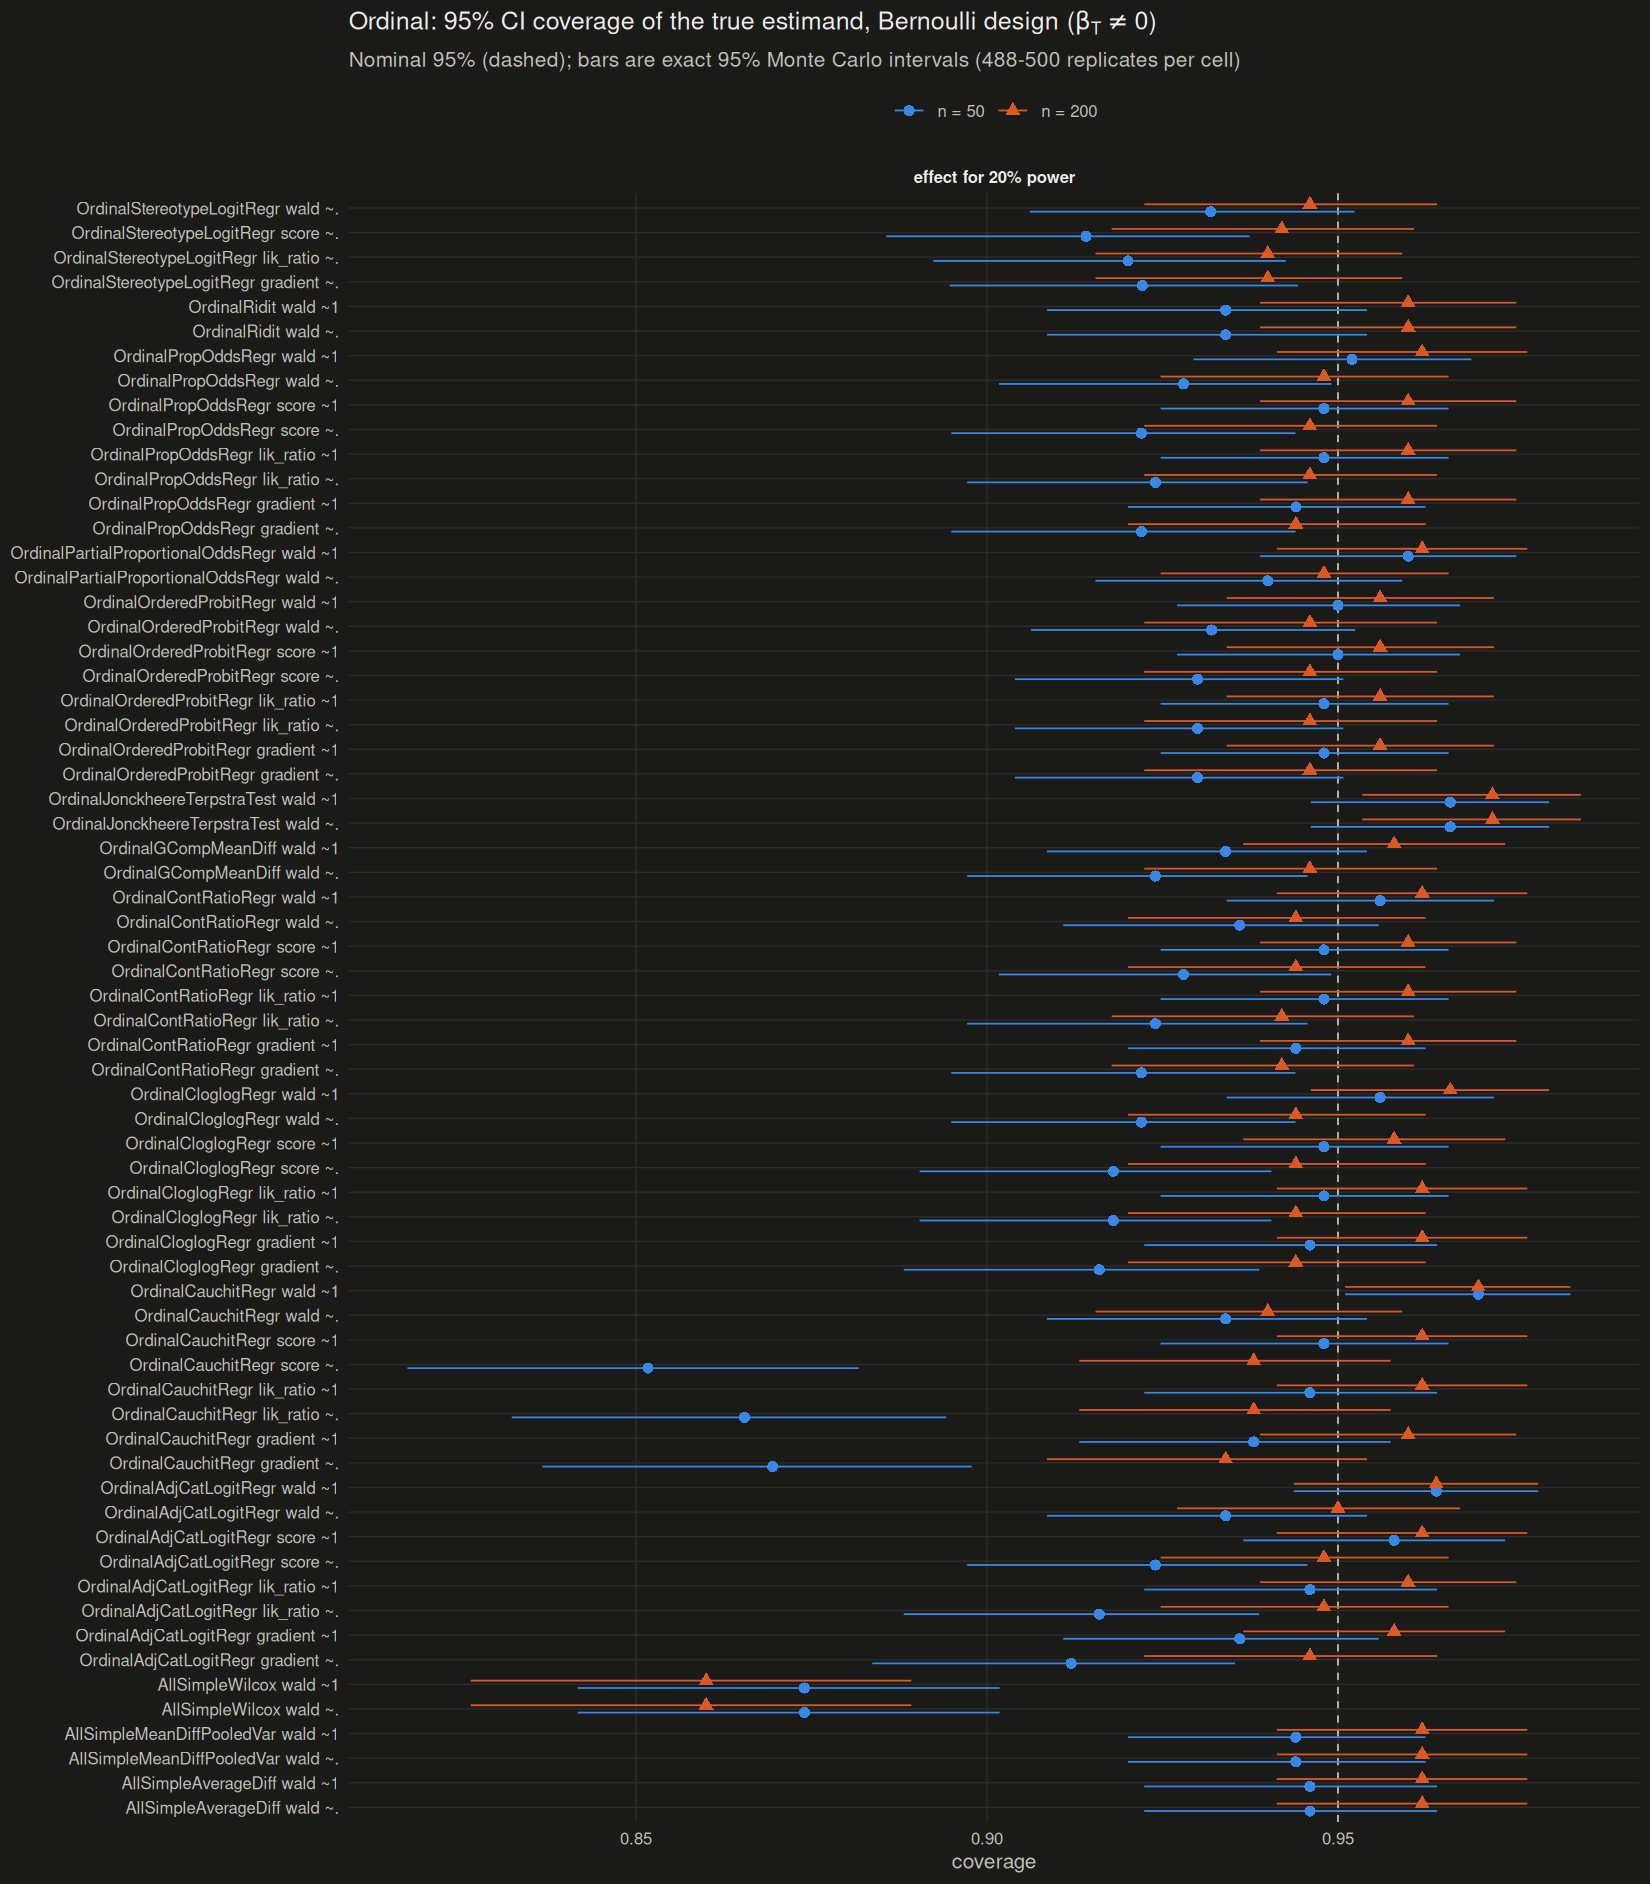 Ordinal: 95% CI coverage of the true estimand, Bernoulli design (βT ≠ 0)
Nominal 95% (dashed); bars are exact 95% Monte Carlo intervals (488-500 replicates per cell)
n = 50 n = 200
effect for 20% power
OrdinalStereotypeLogitRegr wald ~.
OrdinalStereotypeLogitRegr score ~.
OrdinalStereotypeLogitRegr lik_ratio ~.
OrdinalStereotypeLogitRegr gradient ~.
OrdinalRidit wald ~1
OrdinalRidit wald ~.
OrdinalPropOddsRegr wald ~1
OrdinalPropOddsRegr wald ~.
OrdinalPropOddsRegr score ~1
OrdinalPropOddsRegr score ~.
OrdinalPropOddsRegr lik_ratio ~1
OrdinalPropOddsRegr lik_ratio ~.
OrdinalPropOddsRegr gradient ~1
OrdinalPropOddsRegr gradient ~.
OrdinalPartialProportionalOddsRegr wald ~1
OrdinalPartialProportionalOddsRegr wald ~.
OrdinalOrderedProbitRegr wald ~1
OrdinalOrderedProbitRegr wald ~.
OrdinalOrderedProbitRegr score ~1
OrdinalOrderedProbitRegr score ~.
OrdinalOrderedProbitRegr lik_ratio ~1
OrdinalOrderedProbitRegr lik_ratio ~.
OrdinalOrderedProbitRegr gradient ~1
OrdinalOrderedProbitRegr gradient ~.
OrdinalJonckheereTerpstraTest wald ~1
OrdinalJonckheereTerpstraTest wald ~.
OrdinalGCompMeanDiff wald ~1
OrdinalGCompMeanDiff wald ~.
OrdinalContRatioRegr wald ~1
OrdinalContRatioRegr wald ~.
OrdinalContRatioRegr score ~1
OrdinalContRatioRegr score ~.
OrdinalContRatioRegr lik_ratio ~1
OrdinalContRatioRegr lik_ratio ~.
OrdinalContRatioRegr gradient ~1
OrdinalContRatioRegr gradient ~.
OrdinalCloglogRegr wald ~1
OrdinalCloglogRegr wald ~.
OrdinalCloglogRegr score ~1
OrdinalCloglogRegr score ~.
OrdinalCloglogRegr lik_ratio ~1
OrdinalCloglogRegr lik_ratio ~.
OrdinalCloglogRegr gradient ~1
OrdinalCloglogRegr gradient ~.
OrdinalCauchitRegr wald ~1
OrdinalCauchitRegr wald ~.
OrdinalCauchitRegr score ~1
OrdinalCauchitRegr score ~.
OrdinalCauchitRegr lik_ratio ~1
OrdinalCauchitRegr lik_ratio ~.
OrdinalCauchitRegr gradient ~1
OrdinalCauchitRegr gradient ~.
OrdinalAdjCatLogitRegr wald ~1
OrdinalAdjCatLogitRegr wald ~.
OrdinalAdjCatLogitRegr score ~1
OrdinalAdjCatLogitRegr score ~.
OrdinalAdjCatLogitRegr lik_ratio ~1
OrdinalAdjCatLogitRegr lik_ratio ~.
OrdinalAdjCatLogitRegr gradient ~1
OrdinalAdjCatLogitRegr gradient ~.
AllSimpleWilcox wald ~1
AllSimpleWilcox wald ~.
AllSimpleMeanDiffPooledVar wald ~1
AllSimpleMeanDiffPooledVar wald ~.
AllSimpleAverageDiff wald ~1
AllSimpleAverageDiff wald ~.
0.85 0.90 0.95
coverage